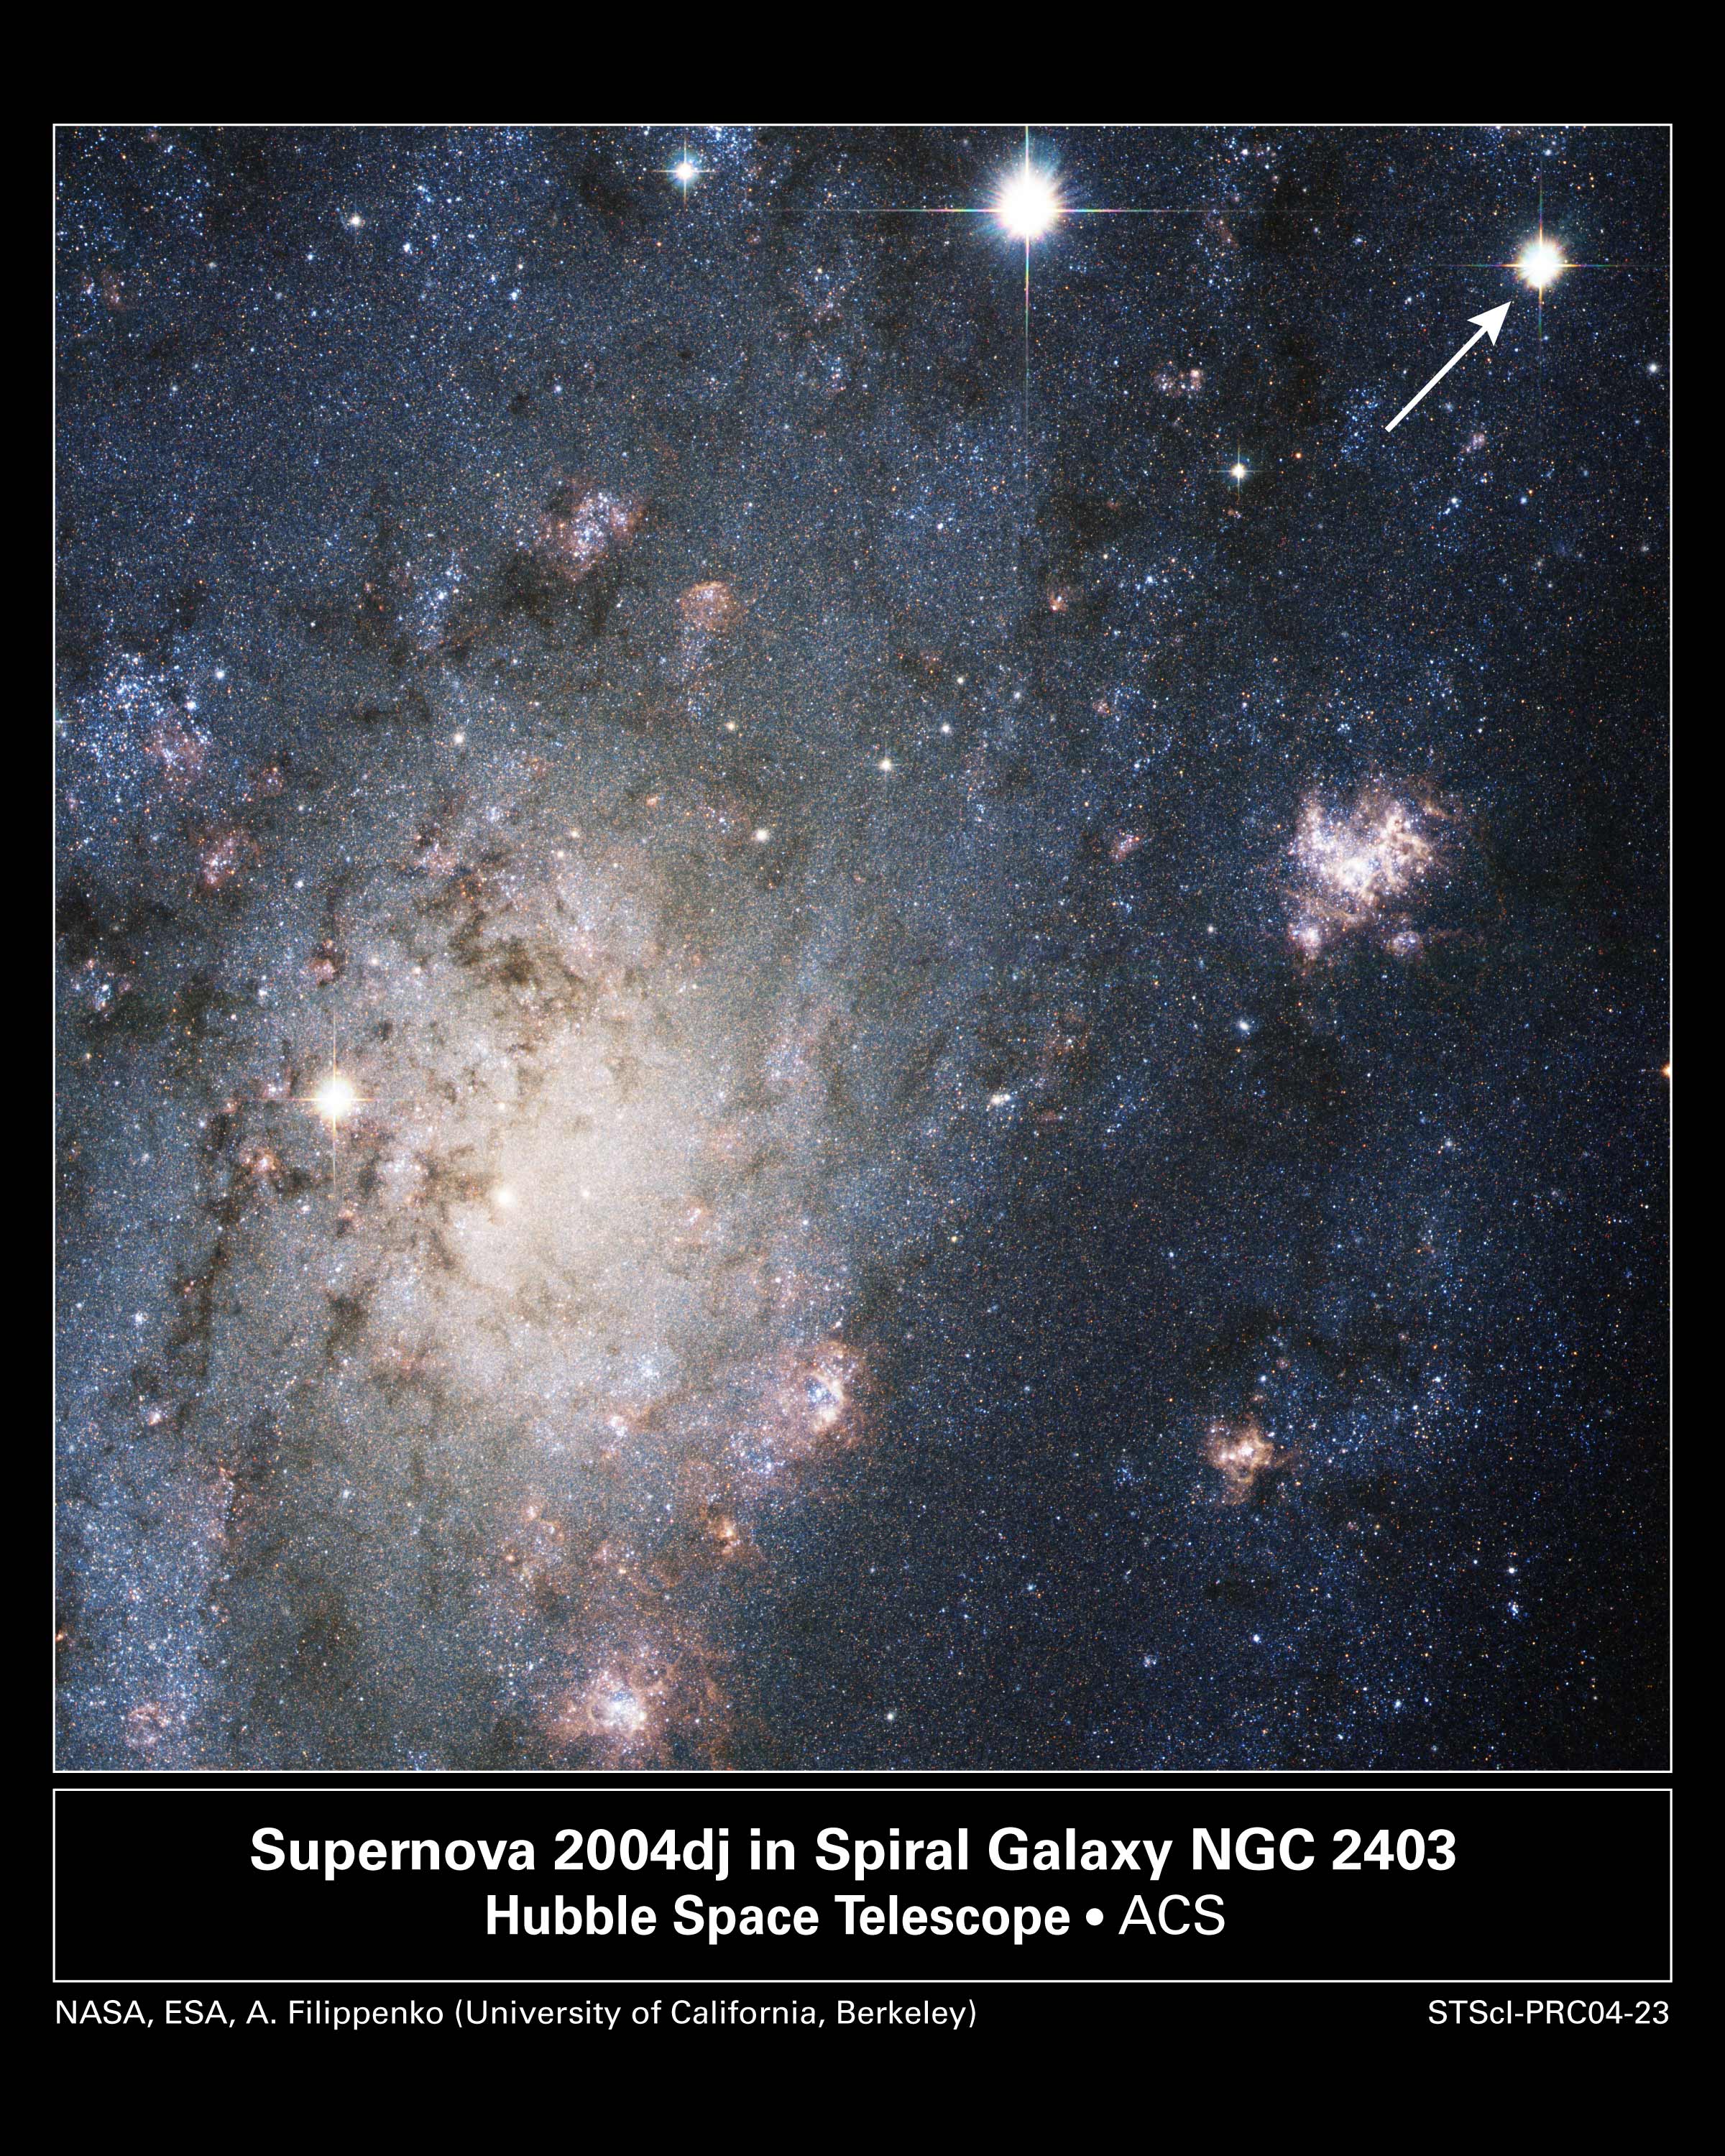 Supernova 2004dj in Spiral Galaxy NGC 2403
Hubble Space Telescope • ACS
NASA, ESA, A. Filippenko (University of California, Berkeley)
STScI-PRC04-23